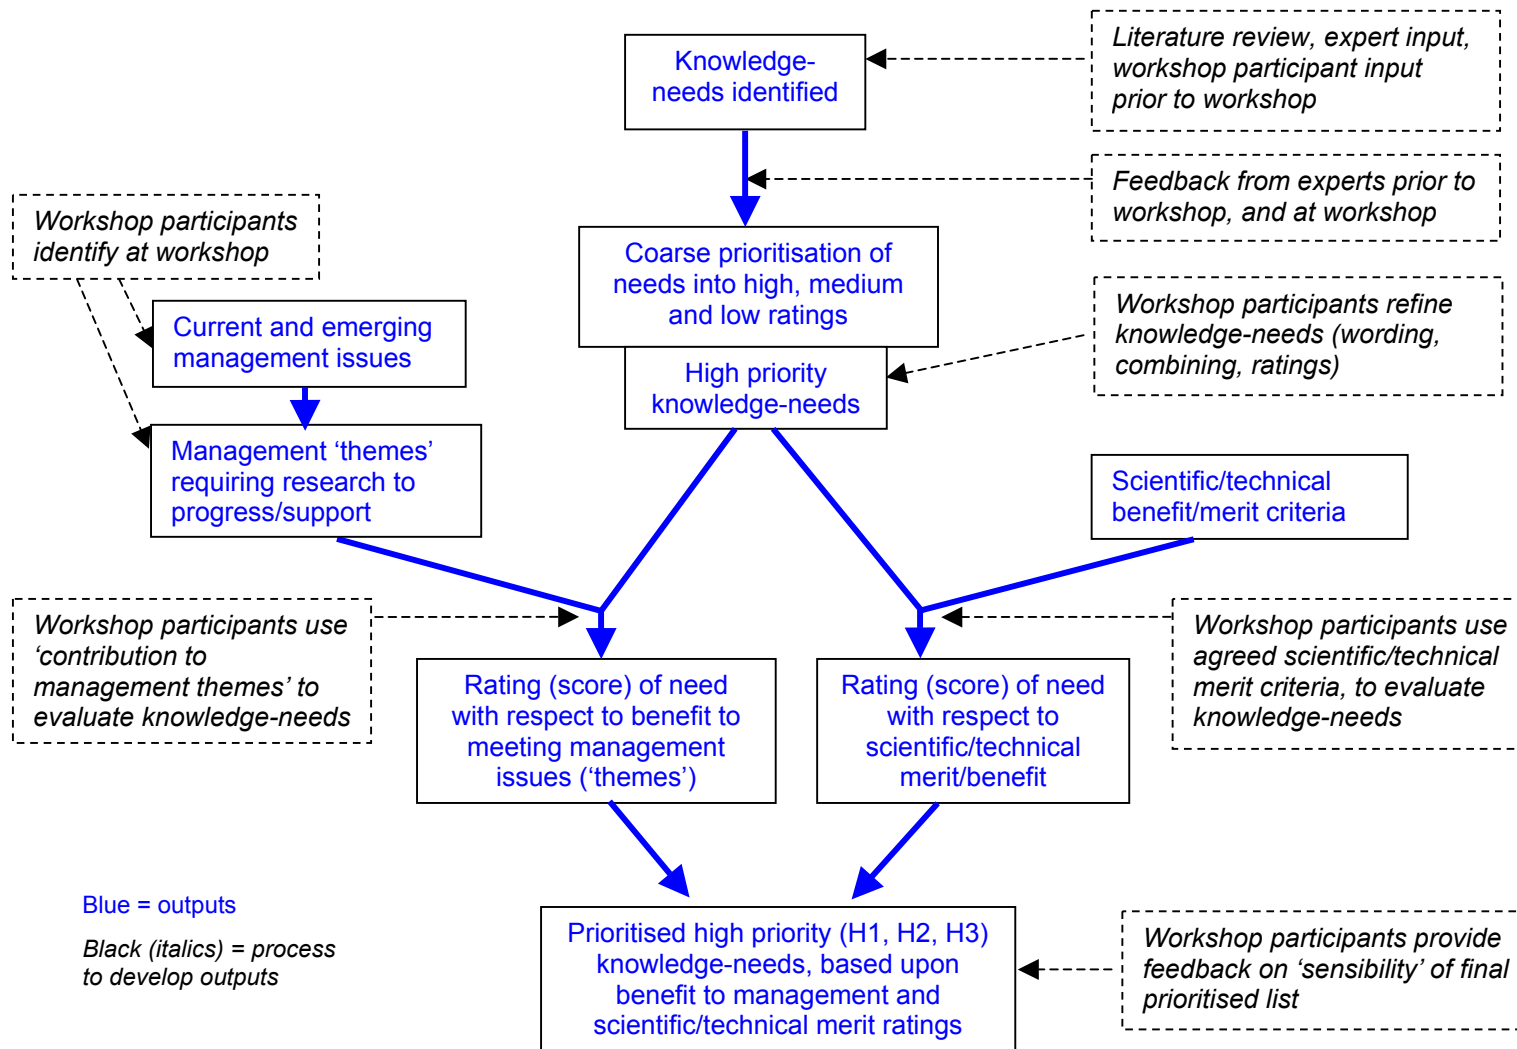 Knowledge-
needs identified
Literature review, expert input,
workshop participant input
prior to workshop
Feedback from experts prior to
workshop, and at workshop
Workshop participants
identify at workshop
Coarse prioritisation of
needs into high, medium
and low ratings
Workshop participants refine
knowledge-needs (wording,
combining, ratings)
Current and emerging
management issues
High priority
knowledge-needs
Management ‘themes’
requiring research to
progress/support
Scientific/technical
benefit/merit criteria
Workshop participants use
‘contribution to
management themes’ to
evaluate knowledge-needs
Workshop participants use
agreed scientific/technical
merit criteria, to evaluate
knowledge-needs
Rating (score) of need
with respect to benefit to
meeting management
issues (‘themes’)
Rating (score) of need
with respect to
scientific/technical
merit/benefit
Blue = outputs
Black (italics) = process
to develop outputs
Prioritised high priority (H1, H2, H3)
knowledge-needs, based upon
benefit to management and
scientific/technical merit ratings
Workshop participants provide
feedback on ‘sensibility’ of final
prioritised list